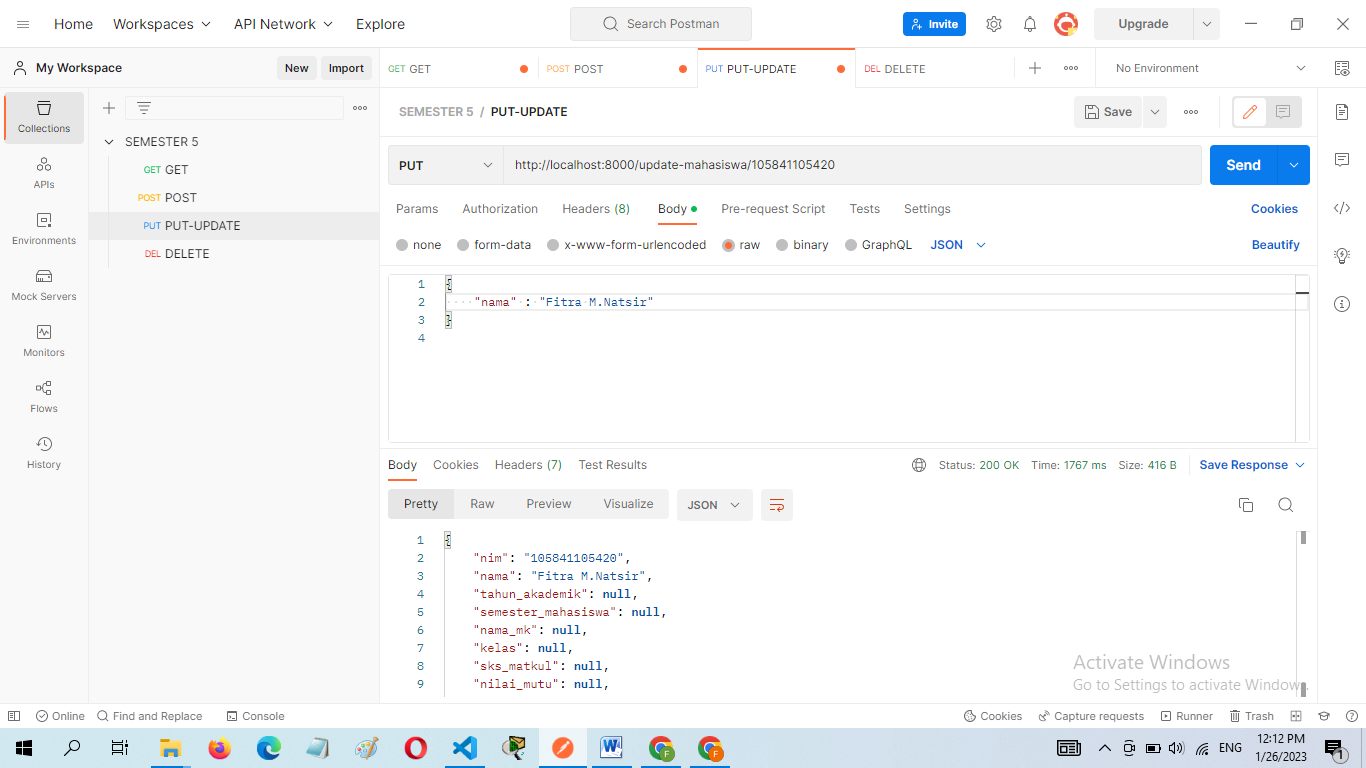 Home Workspaces API Network Explore Search Postman Invite Upgrade
My Workspace New Import GET GET POST POST PUT PUT-UPDATE DEL DELETE No Environment
Collections
APIs
Environments
Mock Servers
Monitors
Flows
History
SEMESTER 5
GET GET
POST POST
PUT PUT-UPDATE
DEL DELETE
SEMESTER 5 / PUT-UPDATE Save
PUT http://localhost:8000/update-mahasiswa/105841105420 Send
Params Authorization Headers (8) Body Pre-request Script Tests Settings Cookies
none form-data x-www-form-urlencoded raw binary GraphQL JSON Beautify
1 {
2 "nama" : "Fitra M.Natsir"
3 }
4
Body Cookies Headers (7) Test Results Status: 200 OK Time: 1767 ms Size: 416 B Save Response
Pretty Raw Preview Visualize JSON
1 {
2 "nim": "105841105420",
3 "nama": "Fitra M.Natsir",
4 "tahun_akademik": null,
5 "semester_mahasiswa": null,
6 "nama_mk": null,
7 "kelas": null,
8 "sks_matkul": null,
9 "nilai_mutu": null,
Activate Windows
Go to Settings to activate Windows.
Online Find and Replace Console Cookies Capture requests Runner Trash
ENG 12:12 PM
1/26/2023 1